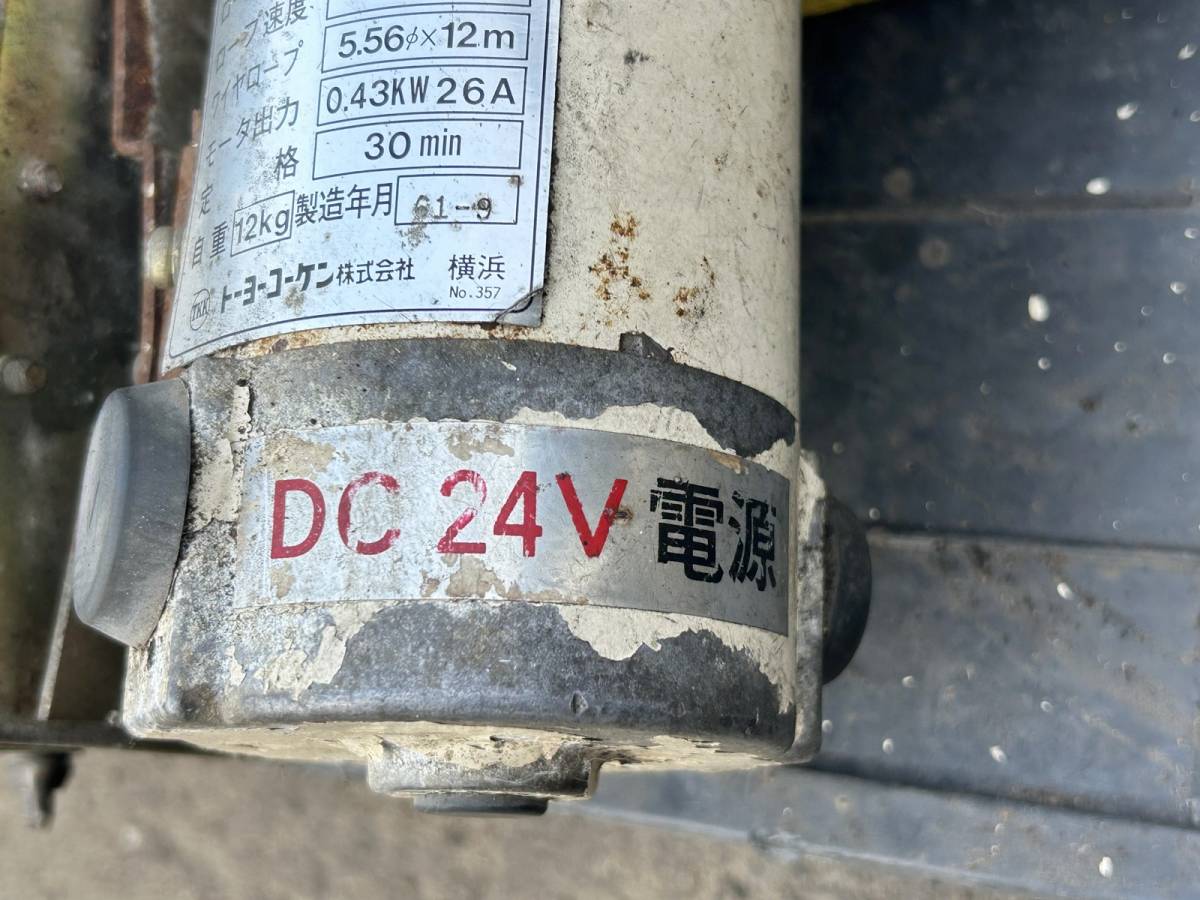 ロープ速度
ワイヤロープ 5.56φ×12m
モータ出力 0.43KW 26A
定格 30min
自重 12kg 製造年月 61-9
TKK トーヨーコーケン株式会社 横浜
No.357
DC 24V 電源